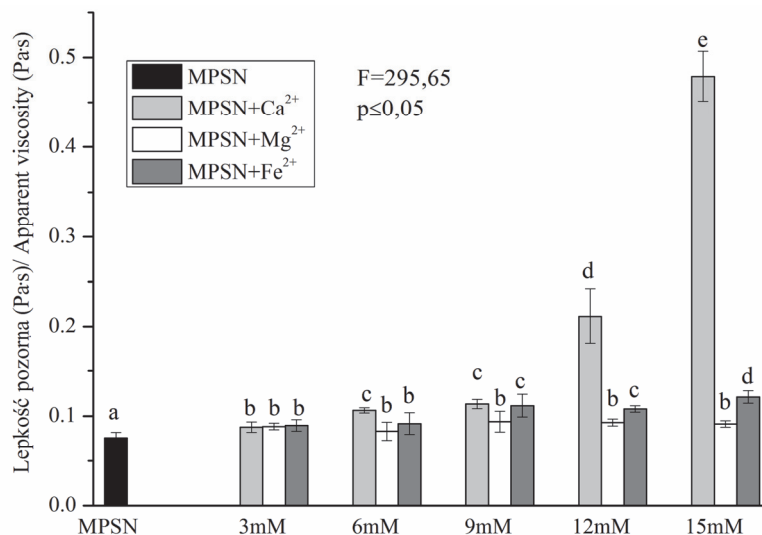 Lepkość pozorna (Pa·s)/ Apparent viscosity (Pa·s)
0.5
0.4
0.3
0.2
0.1
0.0
MPSN
MPSN+Ca²⁺
MPSN+Mg²⁺
MPSN+Fe²⁺
F=295,65
p≤0,05
a
b b b
c b b
c b c
d b c
e b d
MPSN 3mM 6mM 9mM 12mM 15mM